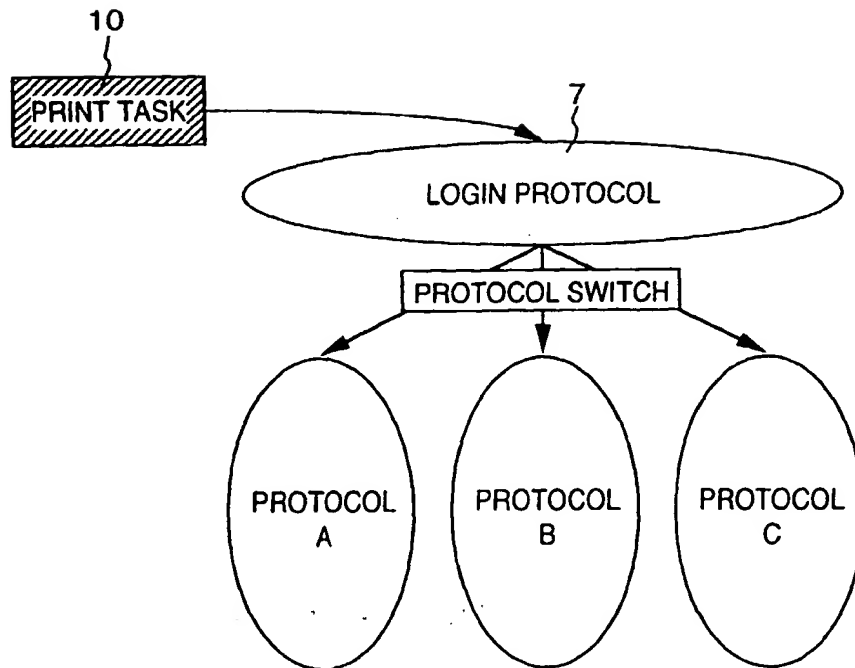 10
PRINT TASK
7
LOGIN PROTOCOL
PROTOCOL SWITCH
PROTOCOL
A
PROTOCOL
B
PROTOCOL
C